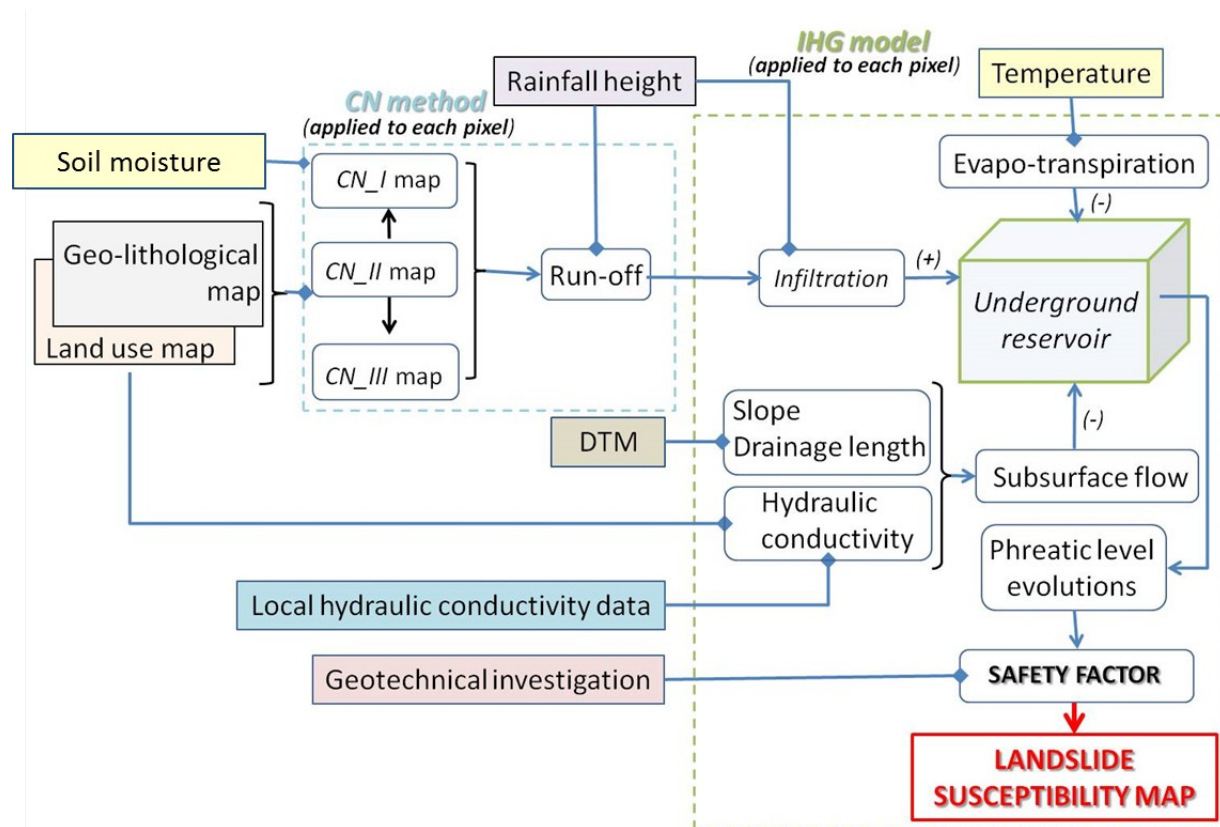 IHG model
(applied to each pixel)
Rainfall height
Temperature
CN method
(applied to each pixel)
Soil moisture
CN_I map
Evapo-transpiration
(-)
Geo-lithological
map
Land use map
CN_II map
Run-off
Infiltration
(+)
Underground
reservoir
CN_III map
DTM
Slope
Drainage length
(-)
Subsurface flow
Hydraulic
conductivity
Phreatic level
evolutions
Local hydraulic conductivity data
Geotechnical investigation
SAFETY FACTOR
LANDSLIDE
SUSCEPTIBILITY MAP